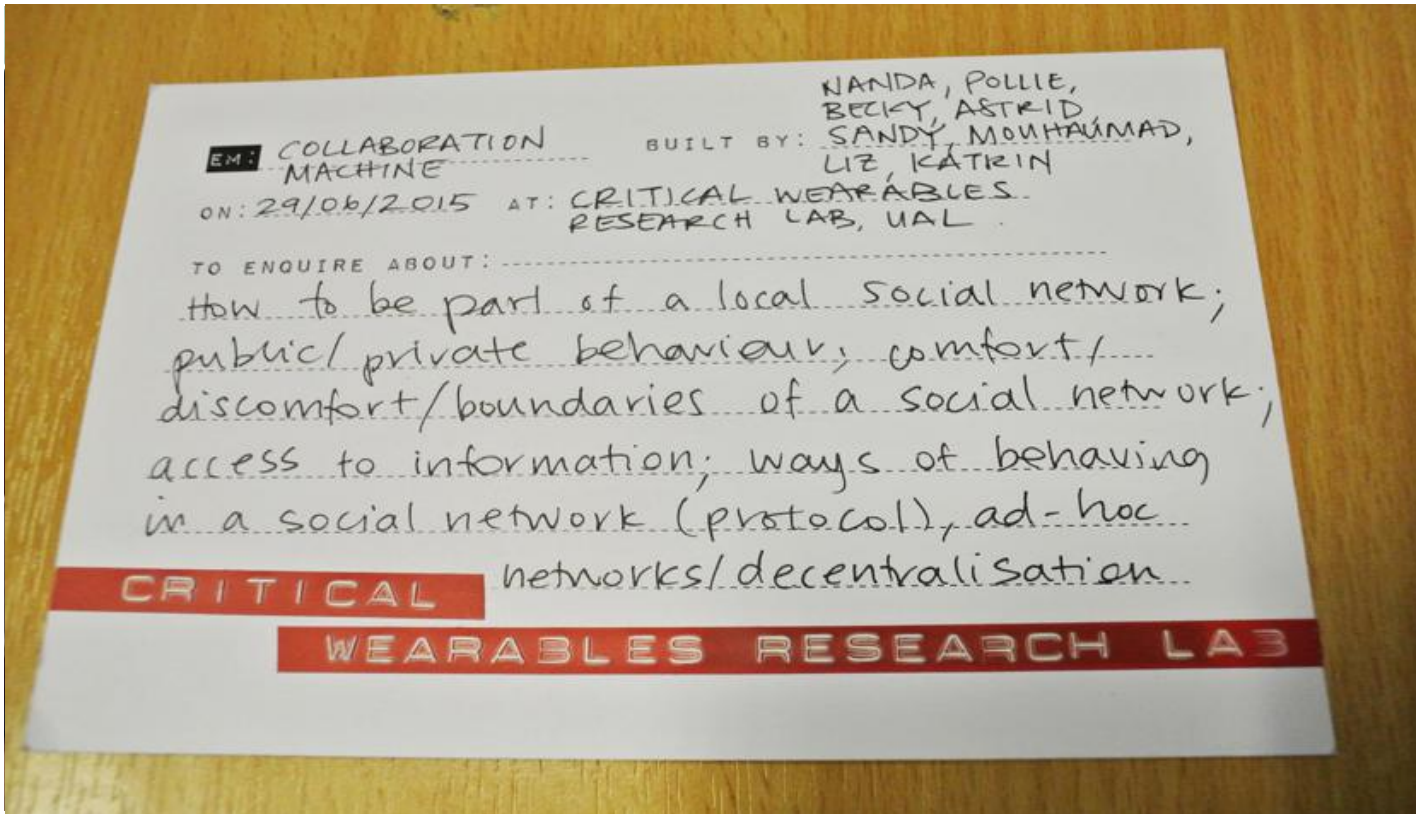 EM: COLLABORATION MACHINE
BUILT BY: NANDA, POLLIE,
BECKY, ASTRID
SANDY, MOUHAUMAD,
LIZ, KATRIN
ON: 29/06/2015 AT: CRITICAL WEARABLES
RESEARCH LAB, UAL.
TO ENQUIRE ABOUT:
How to be part of a local social network;
public/private behaviour; comfort/
discomfort/boundaries of a social network;
access to information; ways of behaving
in a social network (protocol), ad-hoc
networks/decentralisation
CRITICAL
WEARABLES RESEARCH LAB